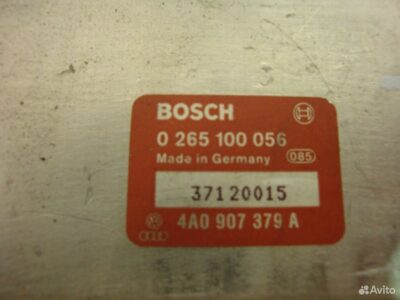 BOSCH
0 265 100 056
Made in Germany 085
37120015
4A0 907 379 A
Avito